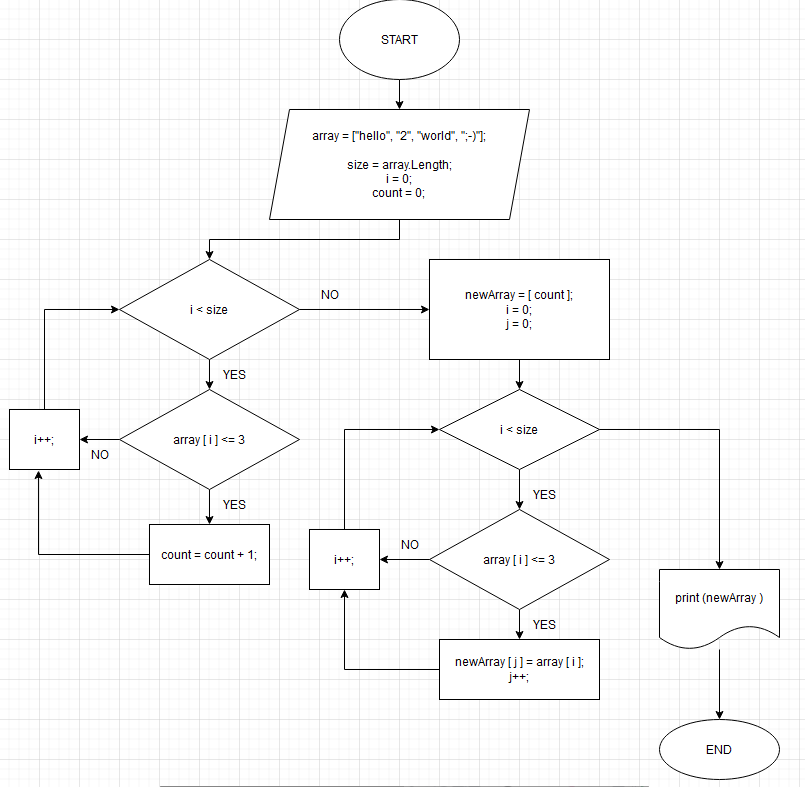 START
array = ["hello", "2", "world", ";-)"];
size = array.Length;
i = 0;
count = 0;
i < size
NO
newArray = [ count ];
i = 0;
j = 0;
YES
array [ i ] <= 3
i++;
NO
YES
count = count + 1;
i < size
YES
array [ i ] <= 3
NO
i++;
YES
newArray [ j ] = array [ i ];
j++;
print (newArray )
END